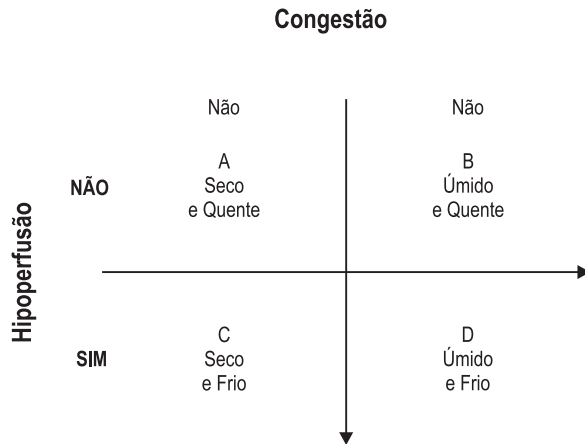 Congestão
Não Não
A B
Seco Úmido
NÃO e Quente e Quente
Hipoperfusão
C D
Seco Úmido
SIM e Frio e Frio